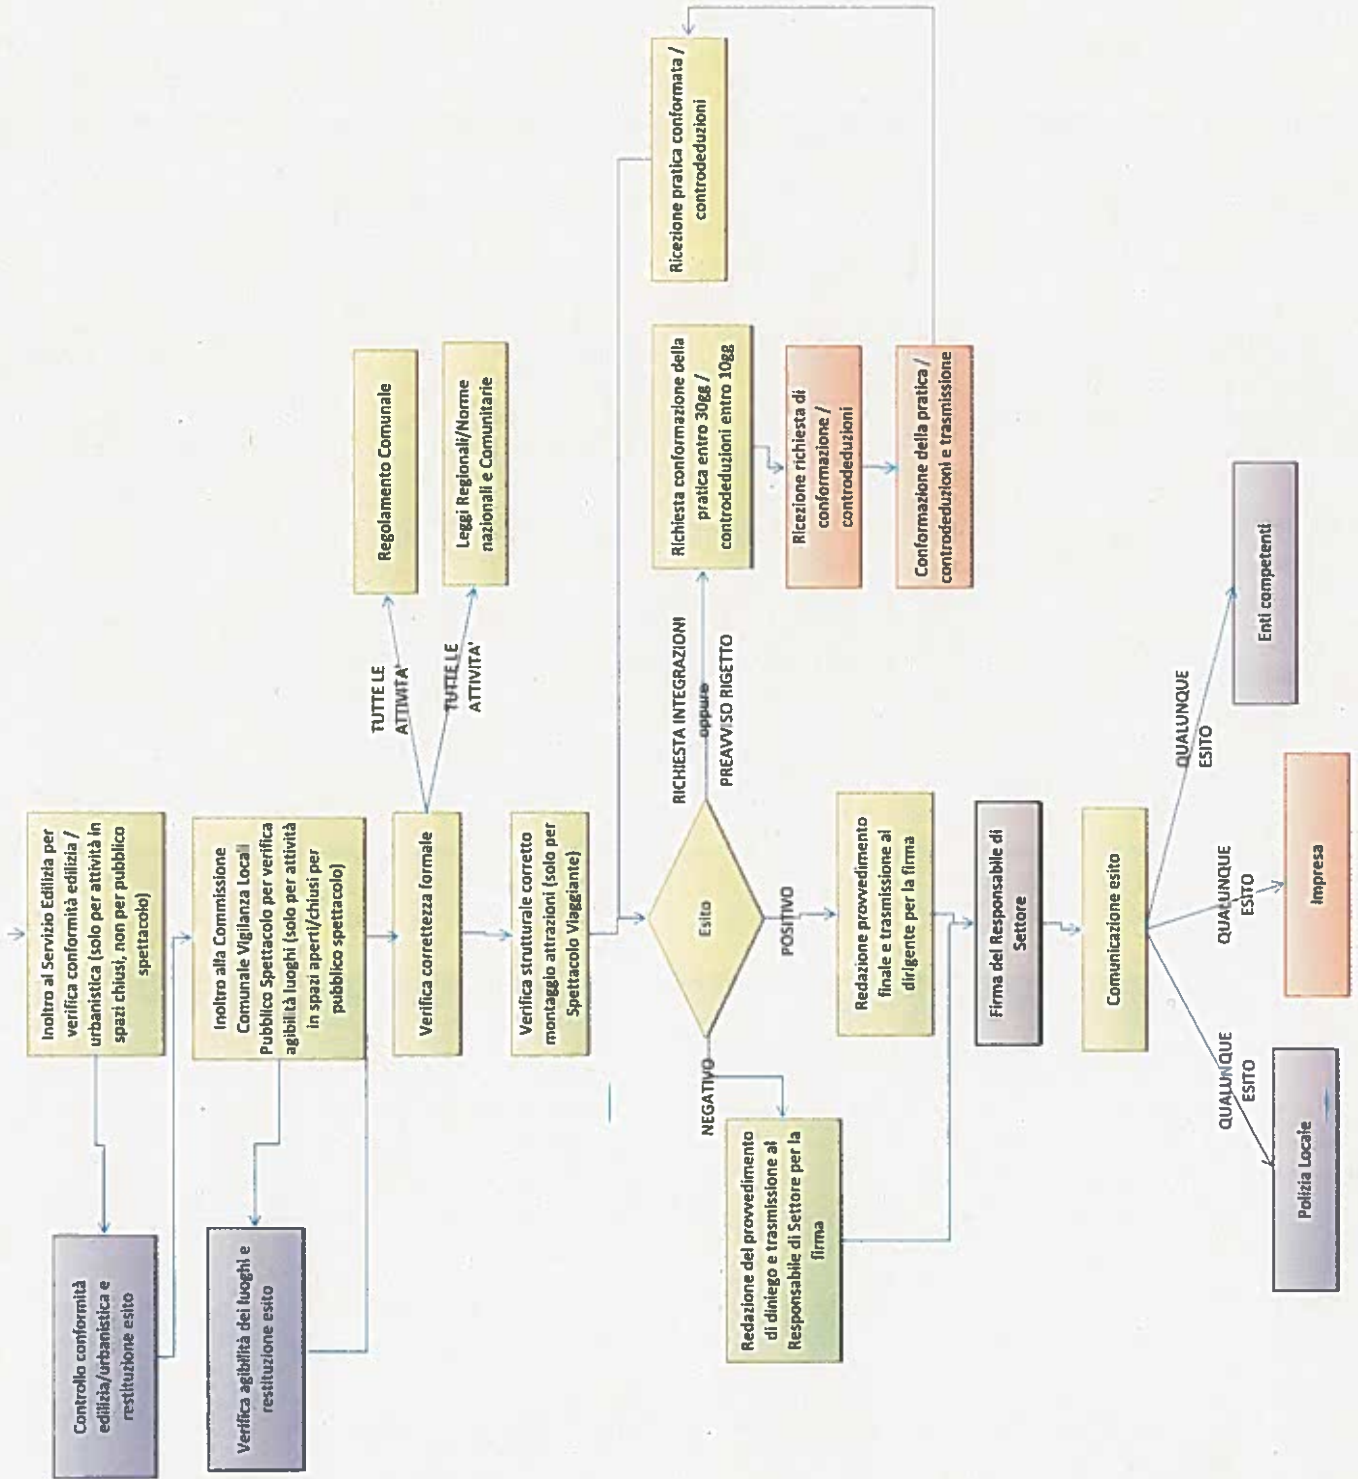 Inoltro al Servizio Edilizia per
verifica conformità edilizia /
urbanistica (solo per attività in
spazi chiusi, non per pubblico
spettacolo)
Controllo conformità
edilizia/urbanistica e
restituzione esito
Inoltro alla Commissione
Comunale Vigilanza Locali
Pubblico Spettacolo per verifica
agibilità luoghi (solo per attività
in spazi aperti/chiusi per
pubblico spettacolo)
Verifica agibilità dei luoghi e
restituzione esito
Verifica correttezza formale
TUTTE LE
ATTIVITA'
Regolamento Comunale
TUTTE LE
ATTIVITA'
Leggi Regionali/Norme
nazionali e Comunitarie
Verifica strutturale corretto
montaggio attrazioni (solo per
Spettacolo Viaggiante)
Esito
RICHIESTA INTEGRAZIONI
oppure
PREAVVISO RIGETTO
Richiesta conformazione della
pratica entro 30gg /
controdeduzioni entro 10gg
Ricezione richiesta di
conformazione /
controdeduzioni
Conformazione della pratica /
controdeduzioni e trasmissione
Ricezione pratica conformata /
controdeduzioni
NEGATIVO
Redazione del provvedimento
di diniego e trasmissione al
Responsabile di Settore per la
firma
POSITIVO
Redazione provvedimento
finale e trasmissione al
dirigente per la firma
Firma del Responsabile di
Settore
Comunicazione esito
QUALUNQUE
ESITO
Polizia Locale
QUALUNQUE
ESITO
Impresa
QUALUNQUE
ESITO
Enti competenti